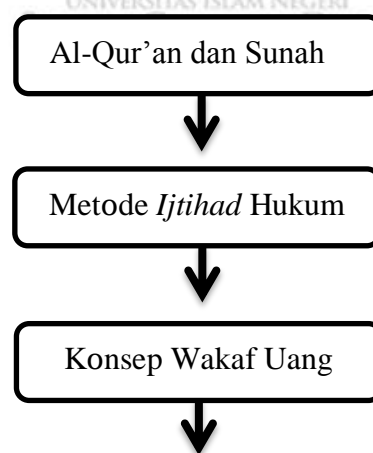 UNIVERSITAS ISLAM NEGERI
Al-Qur’an dan Sunah
Metode Ijtihad Hukum
Konsep Wakaf Uang